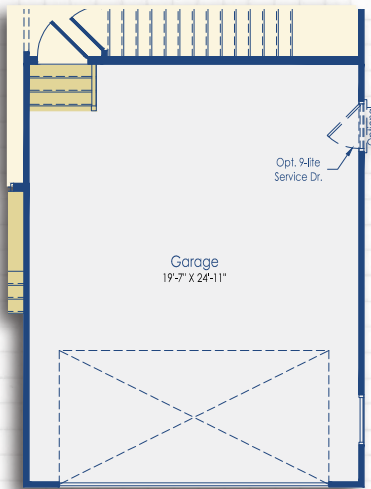 Opt. 9-lite
Service Dr.
Garage
19'-7" X 24'-11"